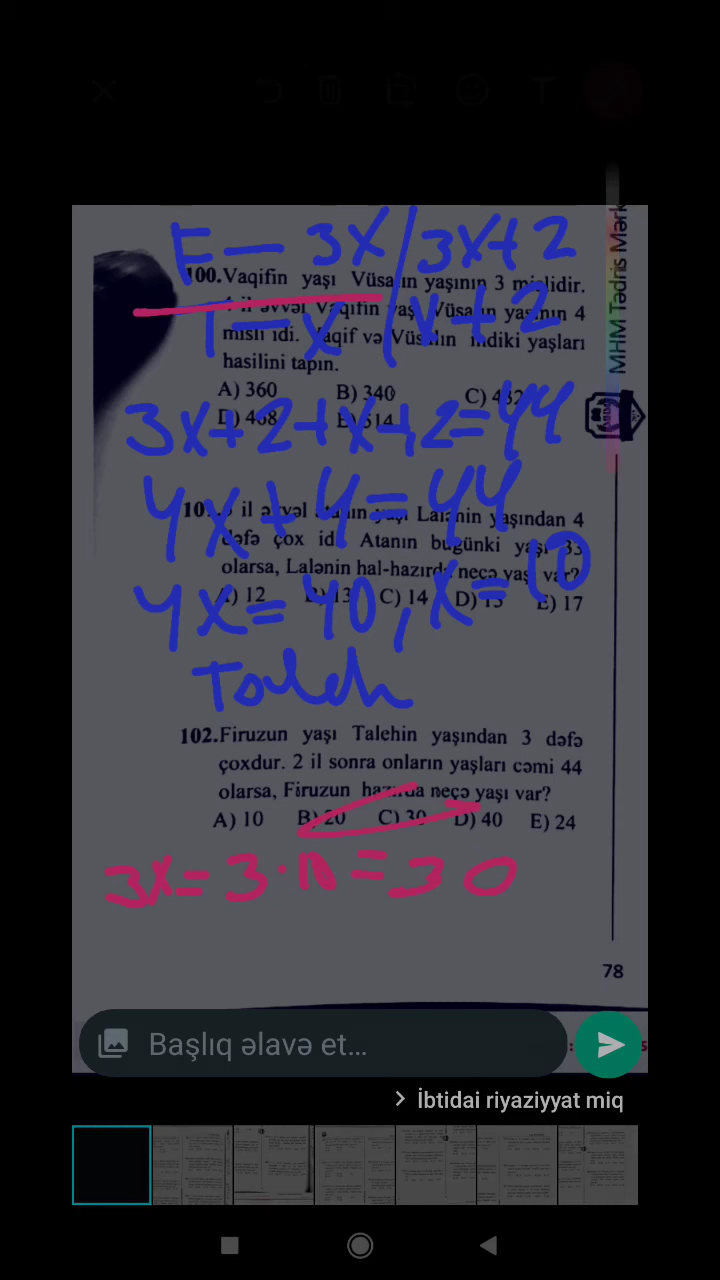 F — 3x / 3x+2
100. Vaqifin yaşı Vüsalın yaşının 3 mislidir.
4 il əvvəl Vaqifin yaşı Vüsalın yaşının 4
T — x / x+2
misli idi. Vaqif və Vüsalın indiki yaşları
hasilini tapın.
A) 360 B) 340 C) 432
D) 468 E) 514
3x+2+x+2=44
4x+4=44
il əvvəl Atanın yaşı Lalənin yaşından 4
dəfə çox idi. Atanın bugünki yaşı 33
olarsa, Lalənin hal-hazırda neçə yaşı var?
A) 12 B) 13 C) 14 D) 15 E) 17
4x=40, x=10
Taleh
102. Firuzun yaşı Talehin yaşından 3 dəfə
çoxdur. 2 il sonra onların yaşları cəmi 44
olarsa, Firuzun hazırda neçə yaşı var?
A) 10 B) 20 C) 30 D) 40 E) 24
3x=3·10=30
78
MHM Tədris Mərk
Başlıq əlavə et...
> İbtidai riyaziyyat miq